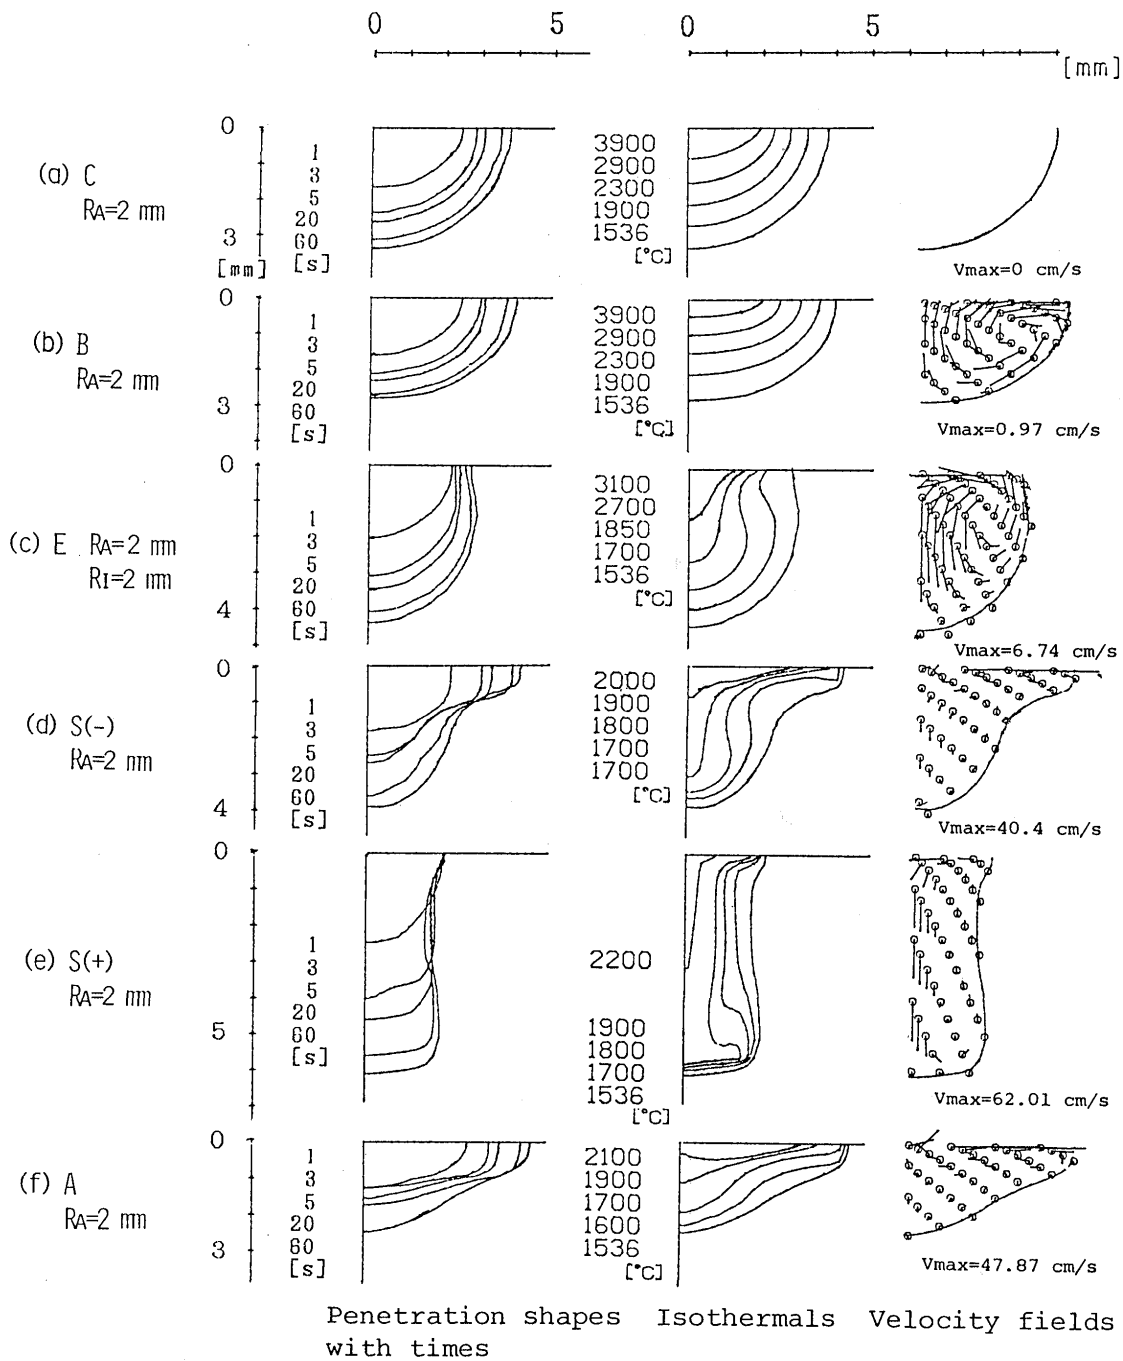 0 5 0 5
[mm]
(a) C
RA=2 mm
0
3
[mm]
1
3
5
20
60
[s]
3900
2900
2300
1900
1536
[°C]
Vmax=0 cm/s
(b) B
RA=2 mm
0
3
1
3
5
20
60
[s]
3900
2900
2300
1900
1536
[°C]
Vmax=0.97 cm/s
(c) E RA=2 mm
RI=2 mm
0
4
1
3
5
20
60
[s]
3100
2700
1850
1700
1536
[°C]
Vmax=6.74 cm/s
(d) S(-)
RA=2 mm
0
4
1
3
5
20
60
[s]
2000
1900
1800
1700
1700
[°C]
Vmax=40.4 cm/s
(e) S(+)
RA=2 mm
0
5
1
3
5
20
60
[s]
2200
1900
1800
1700
1536
[°C]
Vmax=62.01 cm/s
(f) A
RA=2 mm
0
3
1
3
5
20
60
[s]
2100
1900
1700
1600
1536
[°C]
Vmax=47.87 cm/s
Penetration shapes Isothermals Velocity fields
with times